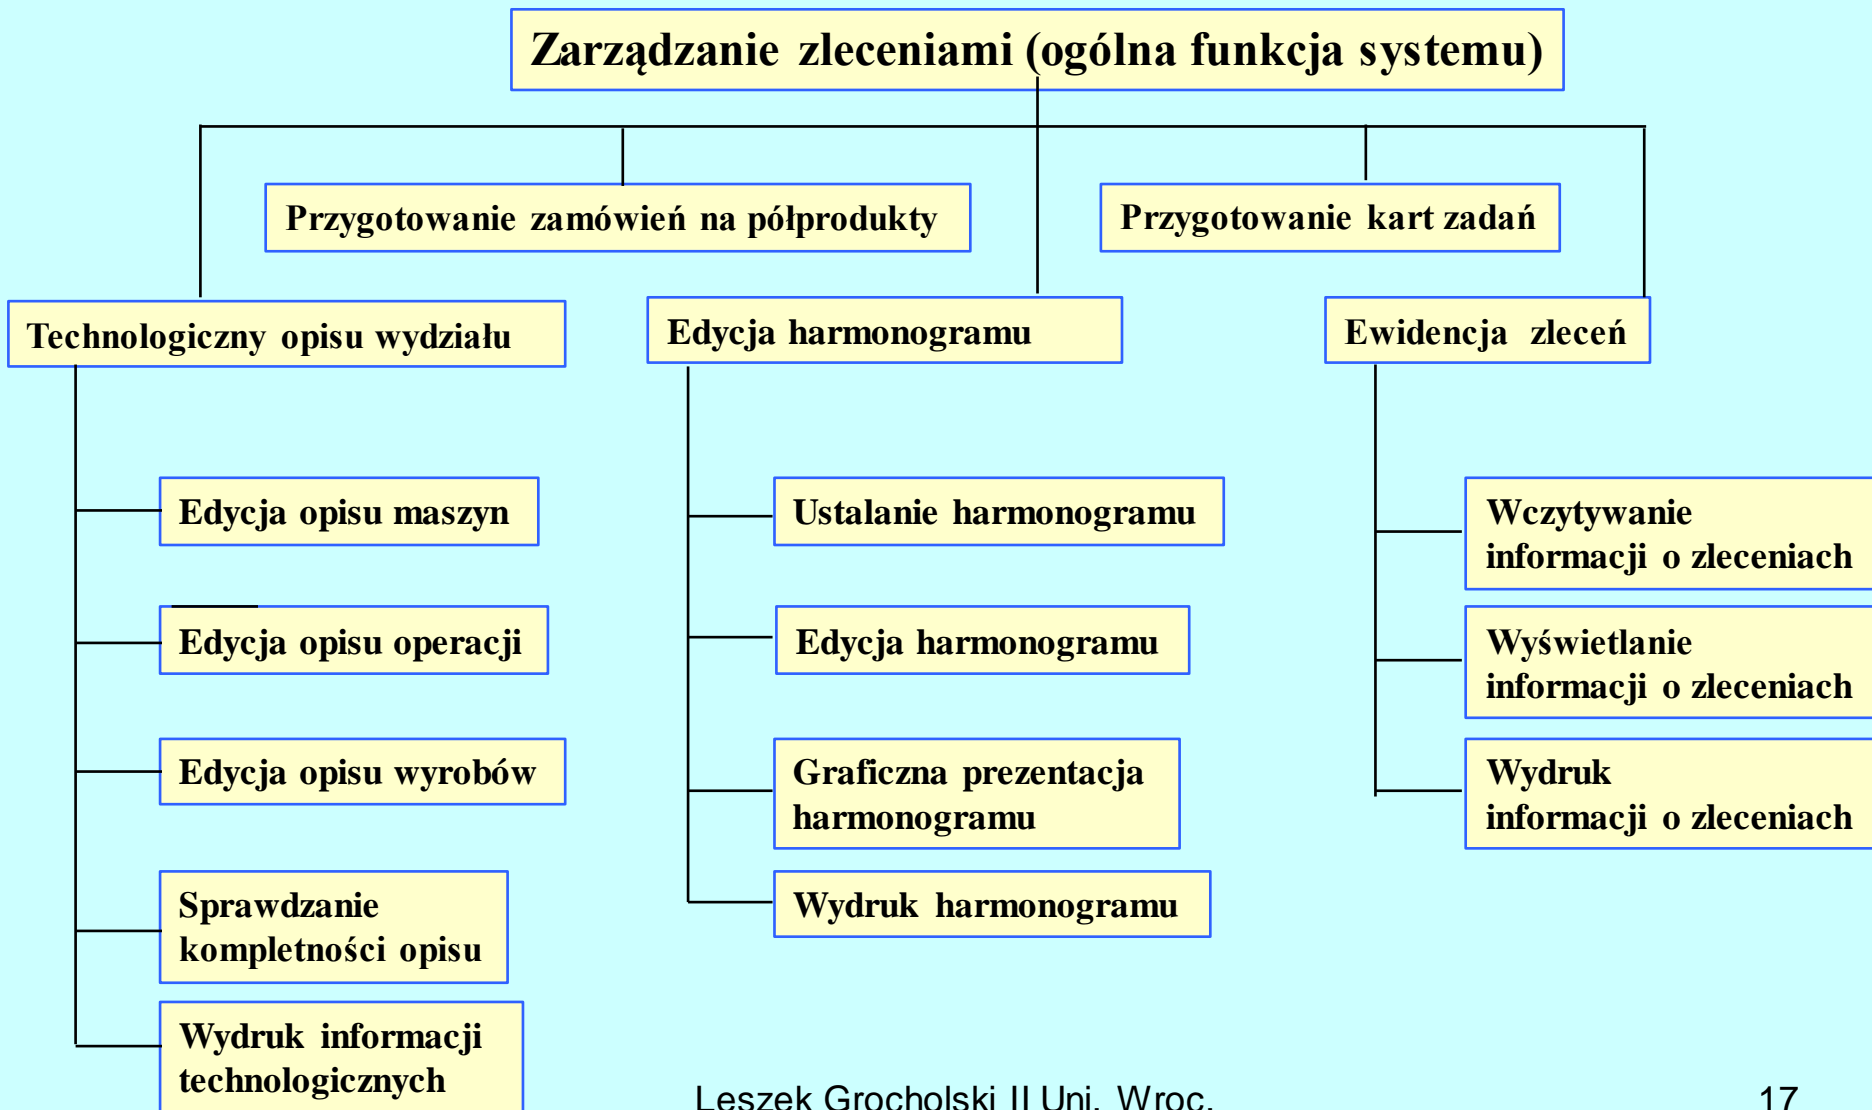 Zarządzanie zleceniami (ogólna funkcja systemu)
Przygotowanie zamówień na półprodukty
Przygotowanie kart zadań
Technologiczny opisu wydziału
Edycja harmonogramu
Ewidencja zleceń
Edycja opisu maszyn
Edycja opisu operacji
Edycja opisu wyrobów
Sprawdzanie
kompletności opisu
Wydruk informacji
technologicznych
Ustalanie harmonogramu
Edycja harmonogramu
Graficzna prezentacja
harmonogramu
Wydruk harmonogramu
Wczytywanie
informacji o zleceniach
Wyświetlanie
informacji o zleceniach
Wydruk
informacji o zleceniach
Leszek Grocholski II Uni. Wroc.
17